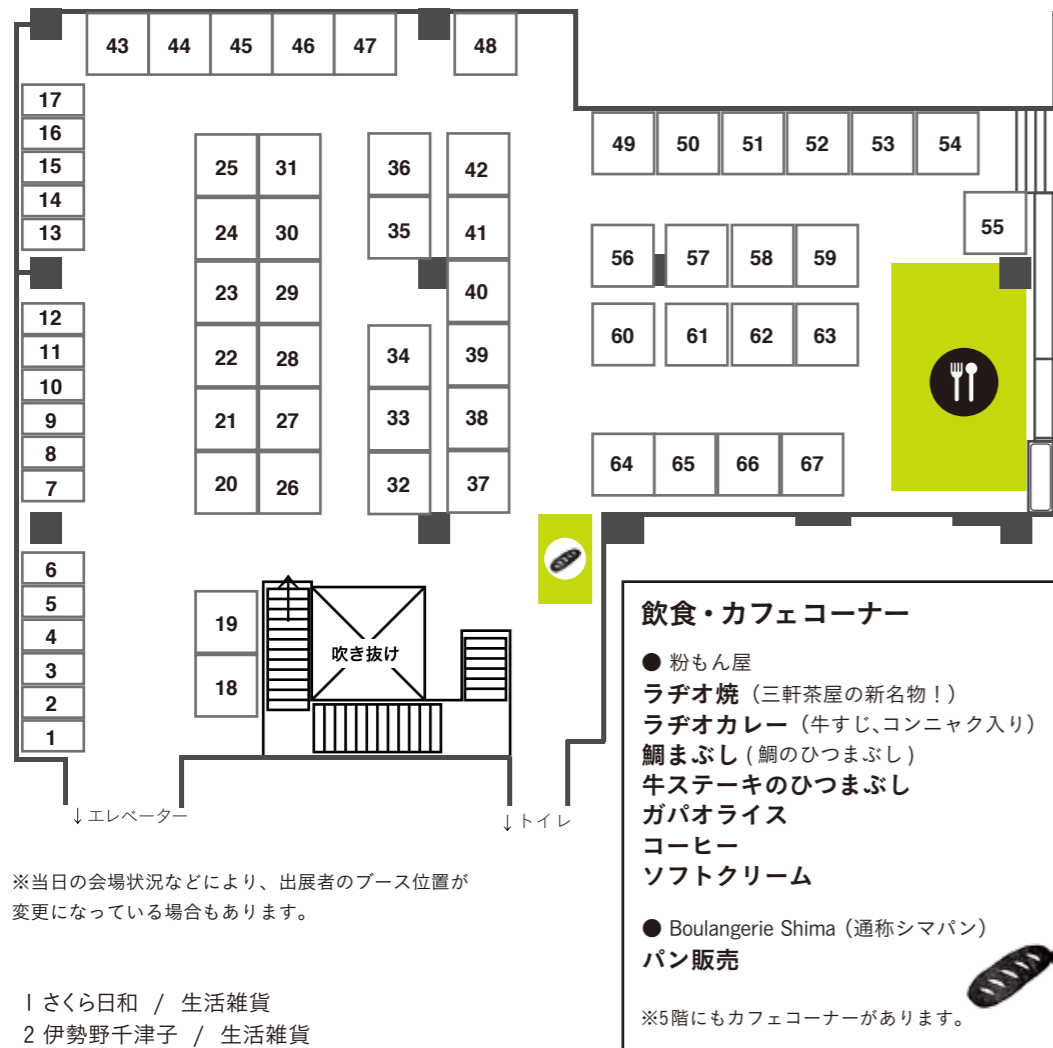 43 44 45 46 47 48
17
16
15
14
13
12
11
10
9
8
7
6
5
4
3
2
1
25 31
24 30
23 29
22 28
21 27
20 26
19
18
36 42
35 41
40
34 39
33 38
32 37
49 50 51 52 53 54
55
56 57 58 59
60 61 62 63
64 65 66 67
吹き抜け
↓エレベーター
↓トイレ
※当日の会場状況などにより、出展者のブース位置が
変更になっている場合もあります。
1 さくら日和 / 生活雑貨
2 伊勢野千津子 / 生活雑貨
飲食・カフェコーナー
● 粉もん屋
ラヂオ焼（三軒茶屋の新名物！）
ラヂオカレー（牛すじ、コンニャク入り）
鯛まぶし ( 鯛のひつまぶし )
牛ステーキのひつまぶし
ガパオライス
コーヒー
ソフトクリーム
● Boulangerie Shima（通称シマパン）
パン販売
※5階にもカフェコーナーがあります。